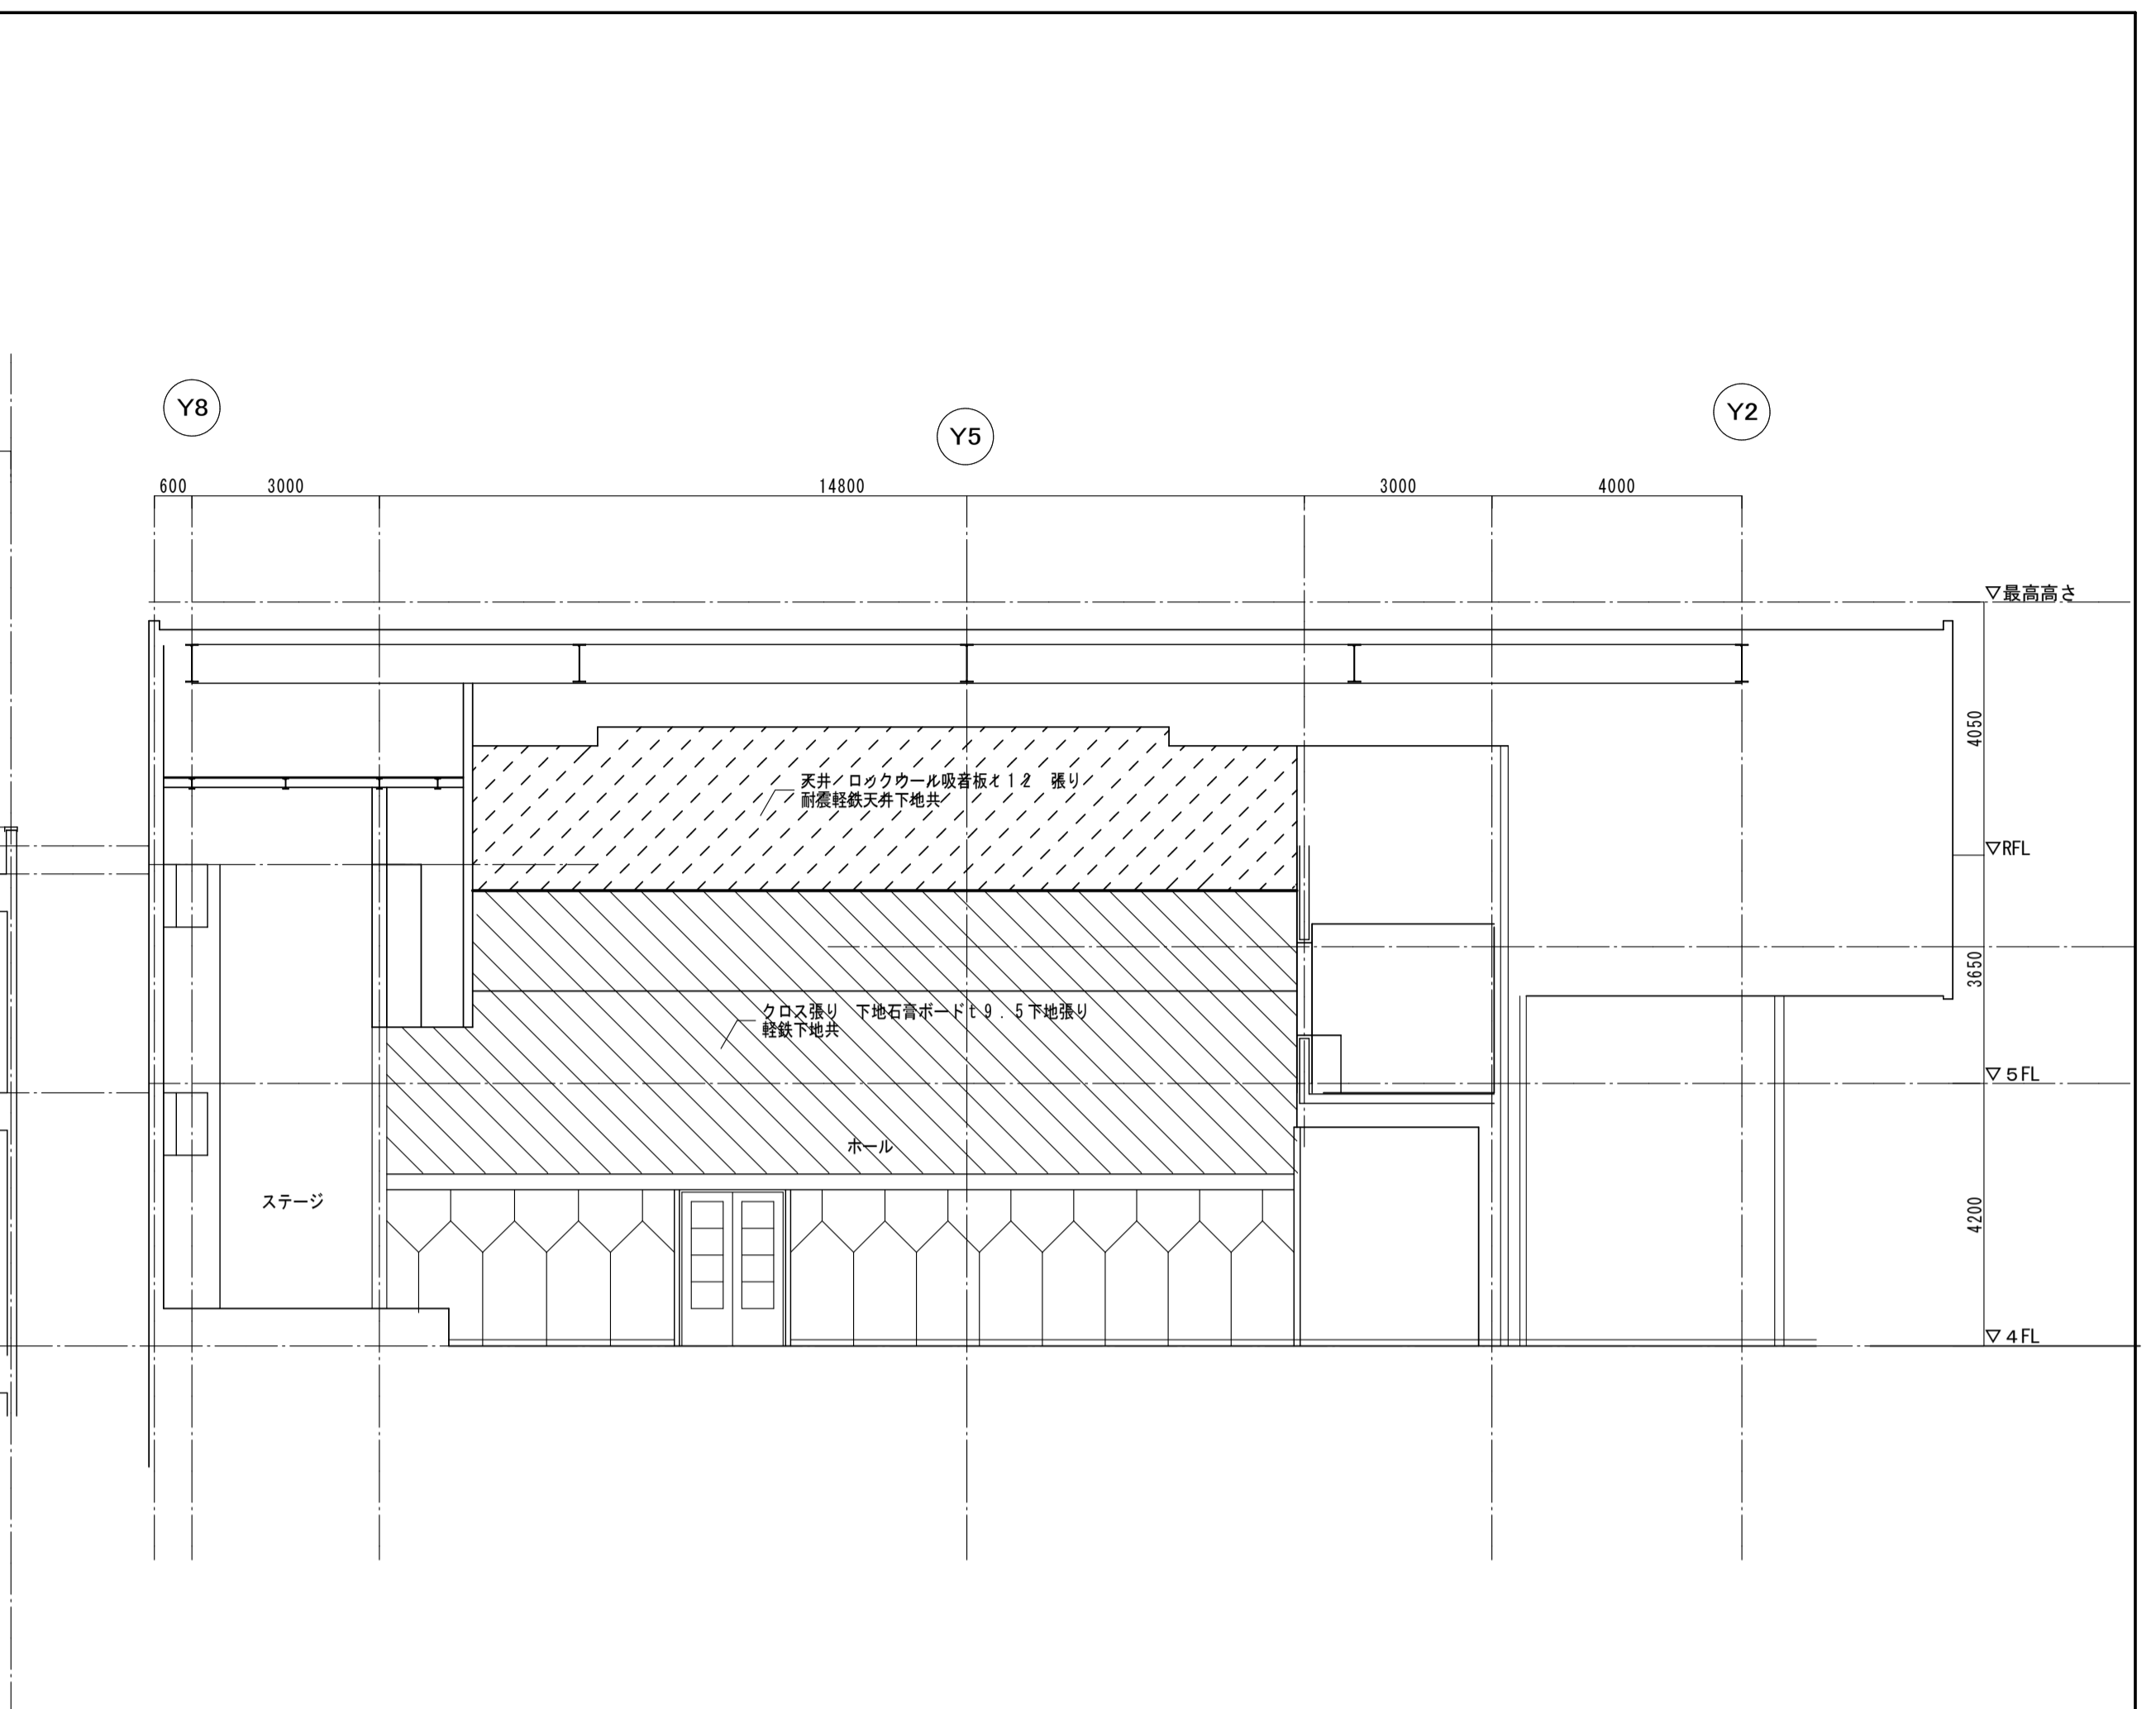 Y8
Y5
Y2
600
3000
14800
3000
4000
▽最高高さ
4050
天井 ロックウール吸音板t12 張り
耐震軽鉄天井下地共
▽RFL
3650
クロス張り 下地石膏ボードt9.5下地張り
軽鉄下地共
▽5FL
ホール
ステージ
4200
▽4FL